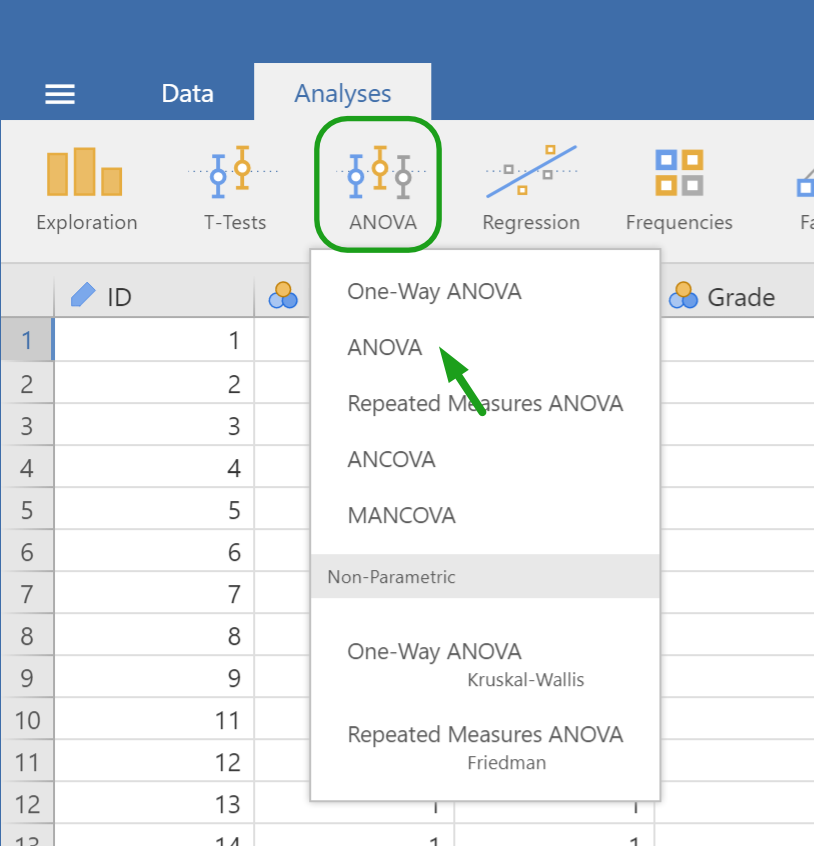 Data Analyses
Exploration T-Tests ANOVA Regression Frequencies
ID Grade
One-Way ANOVA
1 1
ANOVA
2 2
Repeated Measures ANOVA
3 3
4 4
ANCOVA
5 5
MANCOVA
6 6
Non-Parametric
7 7
8 8
One-Way ANOVA
9 9
Kruskal-Wallis
10 11
Repeated Measures ANOVA
11 12
Friedman
12 13 1 1
13 14 1 1